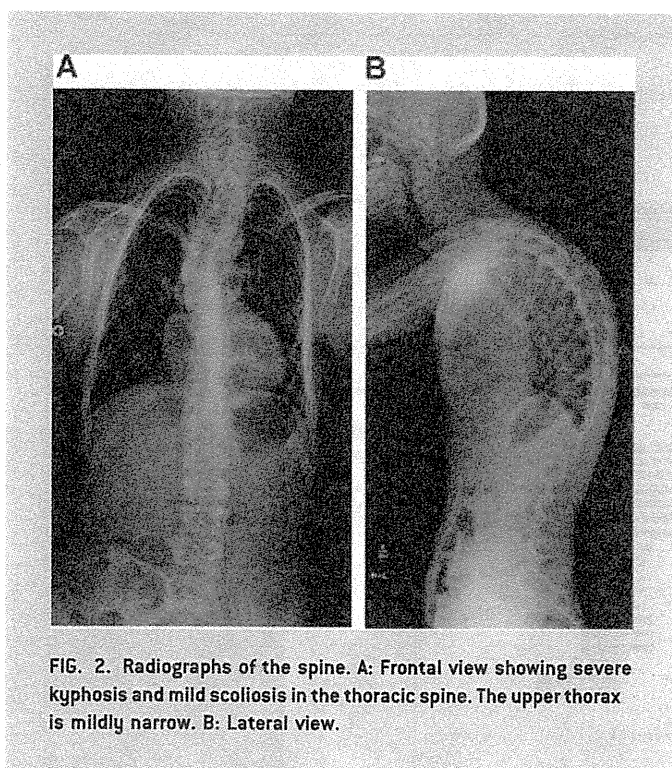 A B
FIG. 2. Radiographs of the spine. A: Frontal view showing severe
kyphosis and mild scoliosis in the thoracic spine. The upper thorax
is mildly narrow. B: Lateral view.